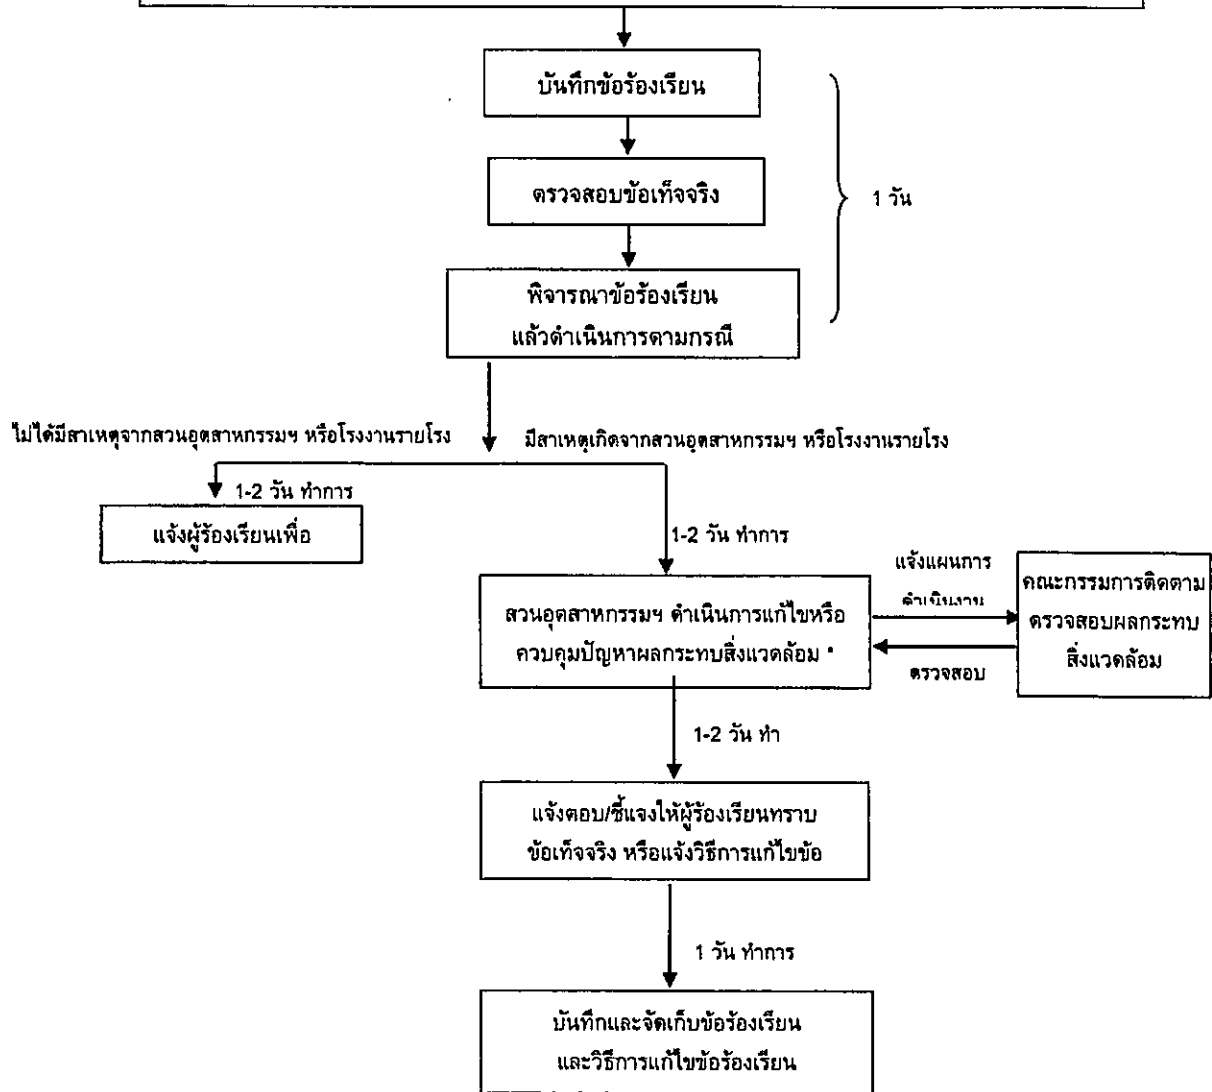 บันทึกข้อร้องเรียน
ตรวจสอบข้อเท็จจริง
1 วัน
พิจารณาข้อร้องเรียน
แล้วดำเนินการตามกรณี
ไม่ได้มีสาเหตุจากสวนอุตสาหกรรมฯ หรือโรงงานรายโรง
มีสาเหตุเกิดจากสวนอุตสาหกรรมฯ หรือโรงงานรายโรง
1-2 วัน ทำการ
แจ้งผู้ร้องเรียนเพื่อ
1-2 วัน ทำการ
สวนอุตสาหกรรมฯ ดำเนินการแก้ไขหรือ
ควบคุมปัญหาผลกระทบสิ่งแวดล้อม *
แจ้งแผนการ
ดำเนินงาน
ตรวจสอบ
คณะกรรมการติดตาม
ตรวจสอบผลกระทบ
สิ่งแวดล้อม
1-2 วัน ทำ
แจ้งตอบ/ชี้แจงให้ผู้ร้องเรียนทราบ
ข้อเท็จจริง หรือแจ้งวิธีการแก้ไขข้อ
1 วัน ทำการ
บันทึกและจัดเก็บข้อร้องเรียน
และวิธีการแก้ไขข้อร้องเรียน